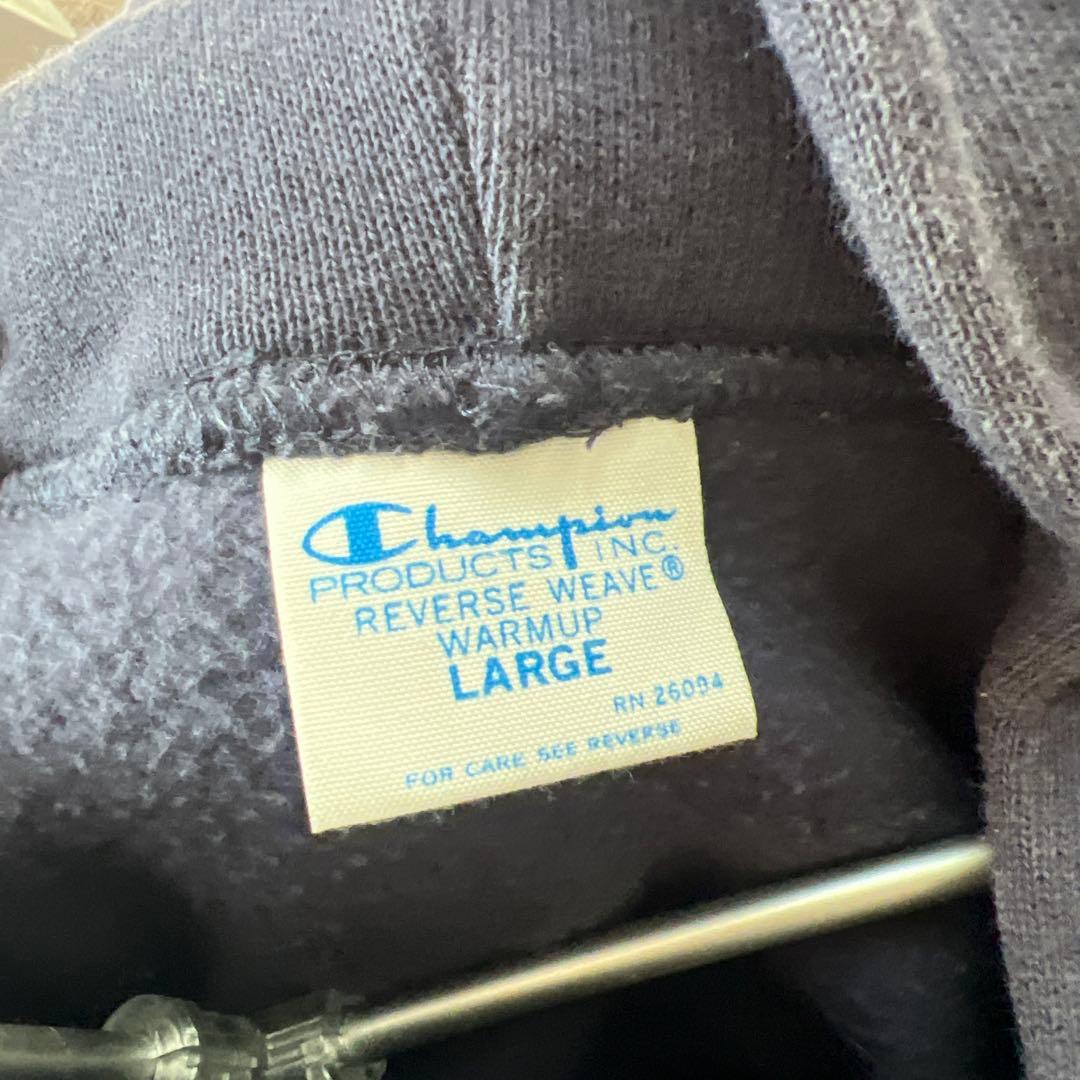 Champion
PRODUCTS INC.
REVERSE WEAVE®
WARMUP
LARGE
RN 26094
FOR CARE SEE REVERSE